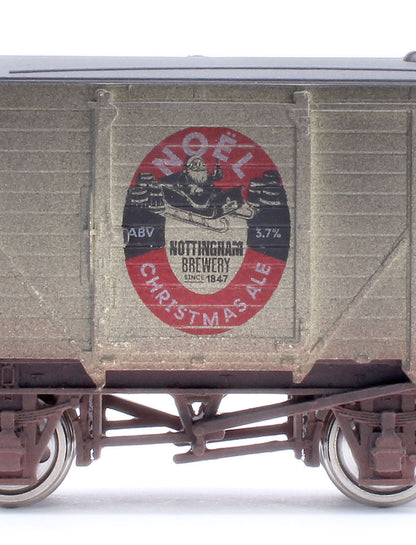 NOËL
ABV 3.7%
NOTTINGHAM
BREWERY
SINCE 1847
CHRISTMAS ALE